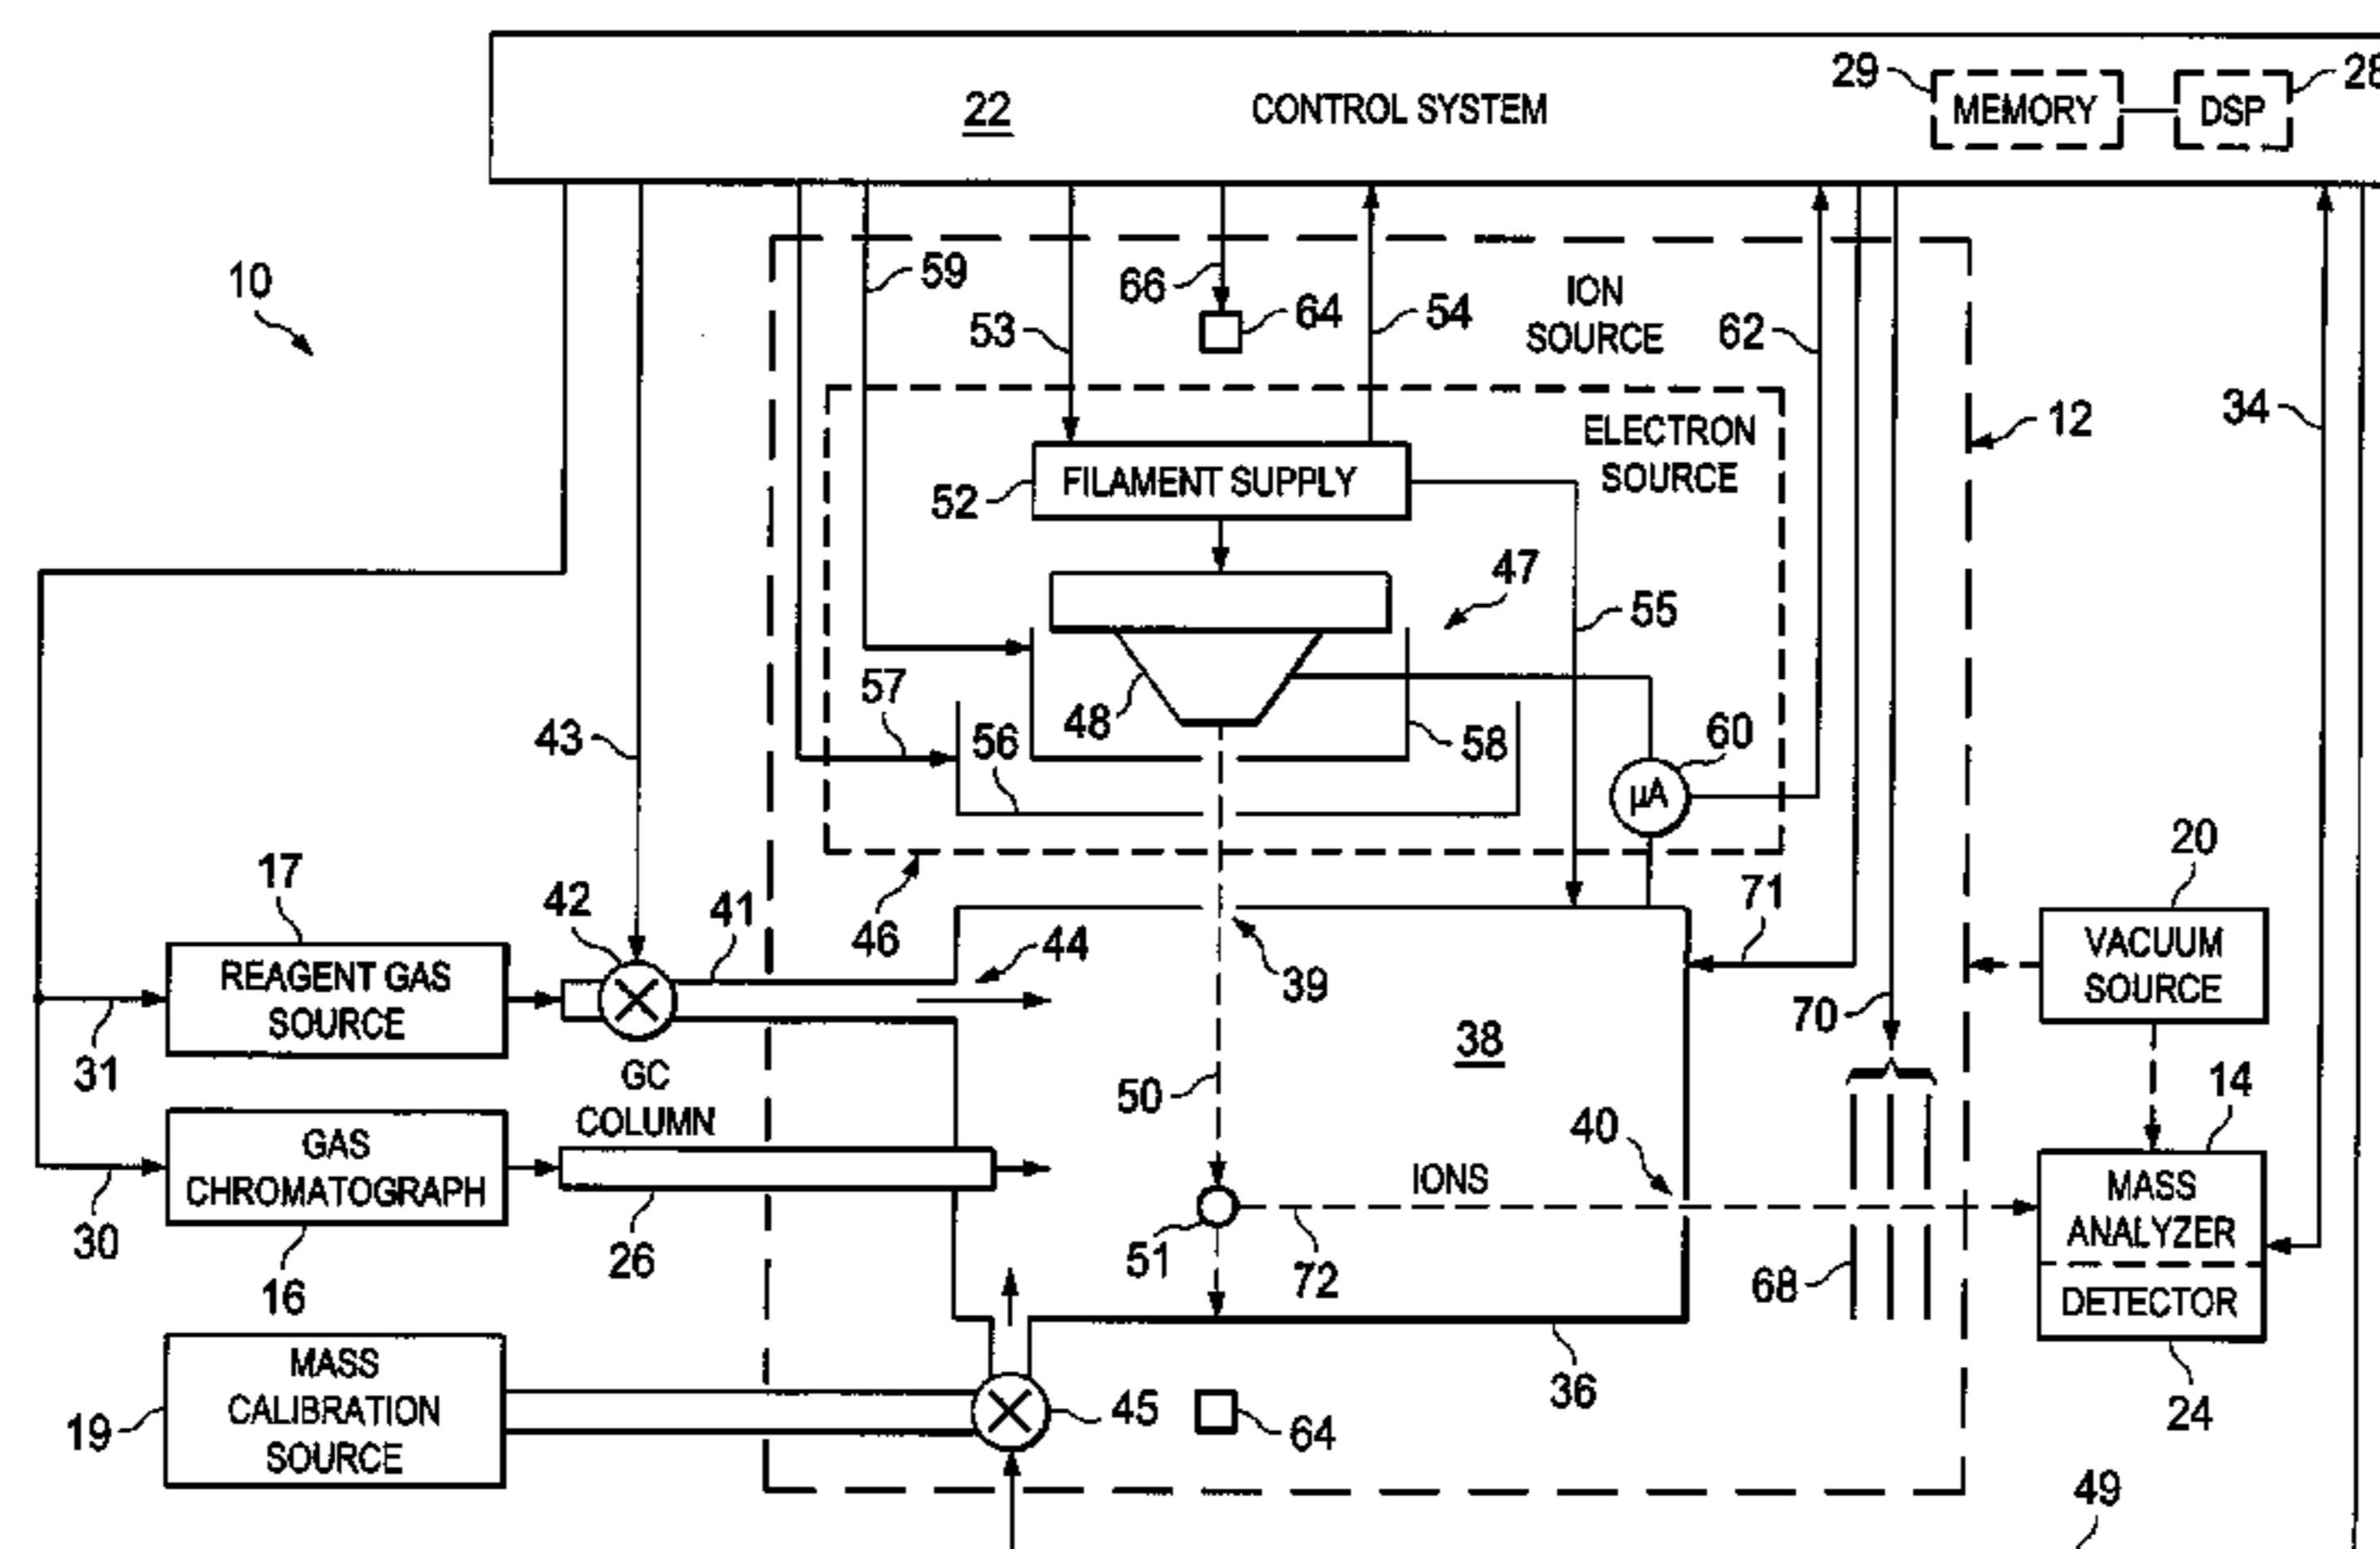 22
CONTROL SYSTEM
29
MEMORY
DSP
28
10
59
66
64
53
54
ION
SOURCE
62
34
12
ELECTRON
SOURCE
52
FILAMENT SUPPLY
47
55
57
48
56
58
60
µA
43
17
42
41
44
46
39
71
20
REAGENT GAS
SOURCE
VACUUM
SOURCE
31
38
70
GC
COLUMN
50
14
40
GAS
CHROMATOGRAPH
30
16
26
IONS
51
72
68
MASS
ANALYZER
DETECTOR
24
36
MASS
CALIBRATION
SOURCE
19
45
64
49